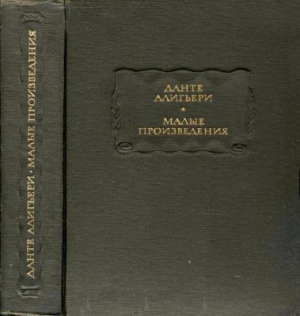 ДАНТЕ АЛИГЬЕРИ · МАЛЫЕ ПРОИЗВЕДЕНИЯ
ДАНТЕ
АЛИГЬЕРИ
МАЛЫЕ
ПРОИЗВЕДЕНИЯ